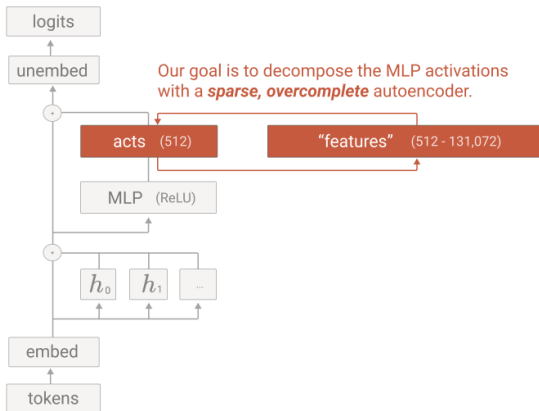 logits
unembed
Our goal is to decompose the MLP activations
with a sparse, overcomplete autoencoder.
acts (512)
"features" (512 - 131,072)
MLP (ReLU)
h₀ h₁ ...
embed
tokens